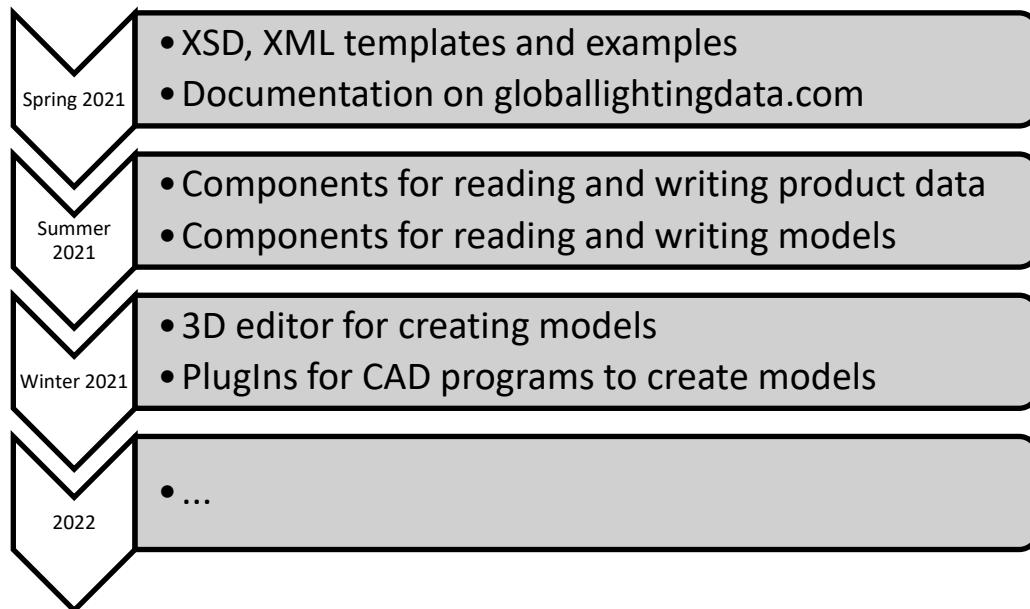 Spring 2021
• XSD, XML templates and examples
• Documentation on globallightingdata.com
Summer
2021
• Components for reading and writing product data
• Components for reading and writing models
Winter 2021
• 3D editor for creating models
• PlugIns for CAD programs to create models
2022
• ...